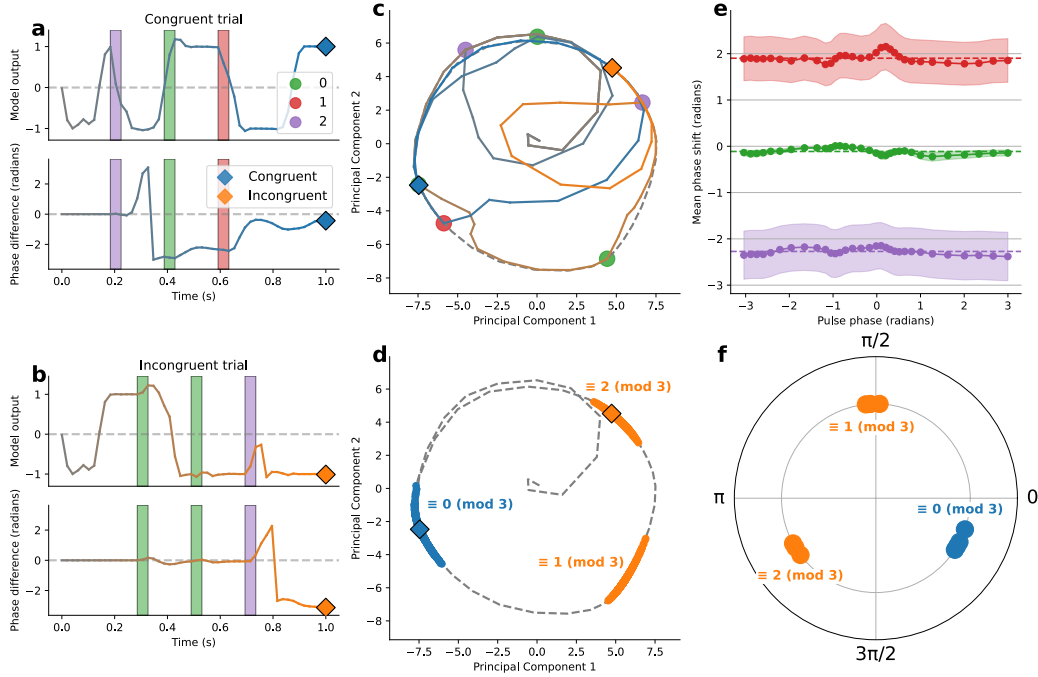 a
Congruent trial
Model output
1
0
−1
0
1
2
Phase difference (radians)
2
0
−2
Congruent
Incongruent
0.0 0.2 0.4 0.6 0.8 1.0
Time (s)
b
Incongruent trial
Model output
1
0
−1
Phase difference (radians)
2
0
−2
0.0 0.2 0.4 0.6 0.8 1.0
Time (s)
c
Principal Component 2
6
4
2
0
−2
−4
−6
−8
−7.5 −5.0 −2.5 0.0 2.5 5.0 7.5
Principal Component 1
d
Principal Component 2
6
4
2
0
−2
−4
−6
−8
≡ 2 (mod 3)
≡ 0 (mod 3)
≡ 1 (mod 3)
−7.5 −5.0 −2.5 0.0 2.5 5.0 7.5
Principal Component 1
e
Mean phase shift (radians)
2
1
0
−1
−2
−3
−3 −2 −1 0 1 2 3
Pulse phase (radians)
f
π/2
≡ 1 (mod 3)
π
0
≡ 0 (mod 3)
≡ 2 (mod 3)
3π/2